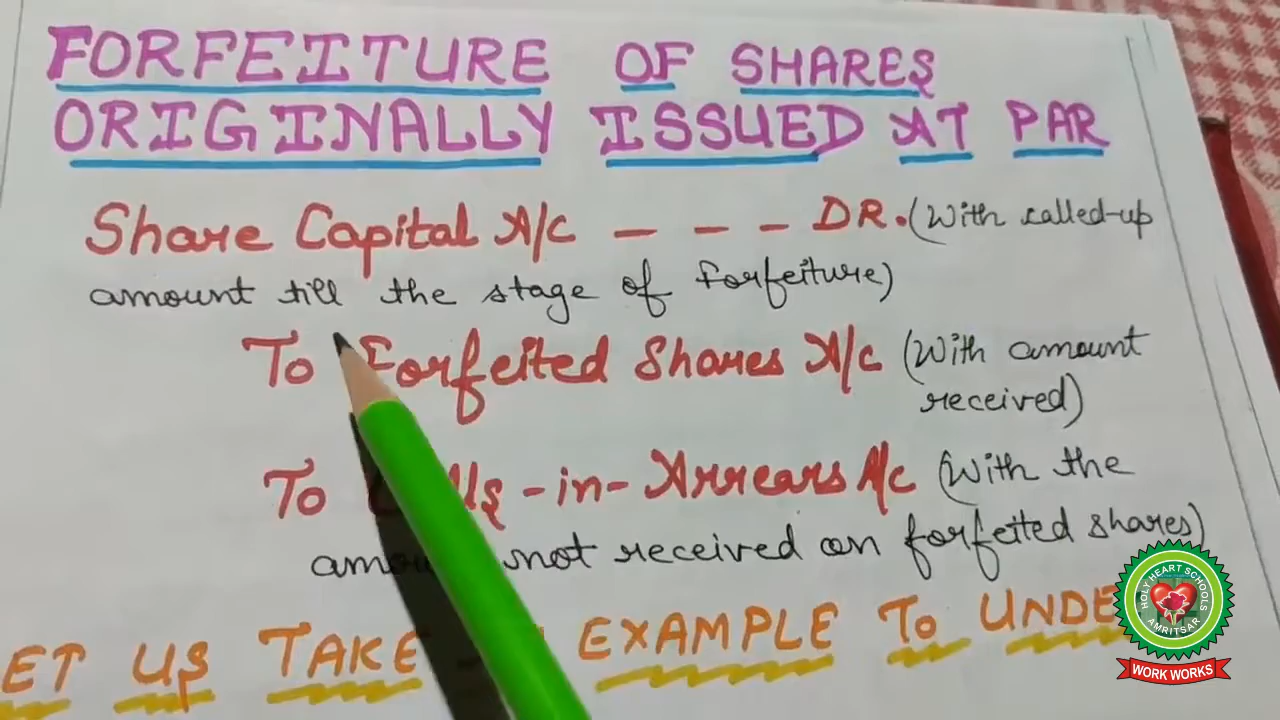 FORFEITURE OF SHARES
ORIGINALLY ISSUED AT PAR
Share Capital A/c - - - DR. (With called-up
amount till the stage of forfeiture)
To Forfeited Shares A/c (With amount
received)
To -in-Arrears A/c (With the
not received on forfeited shares)
US TAKE EXAMPLE TO
HOLY HEART SCHOOLS
AMRITSAR
WORK WORKS